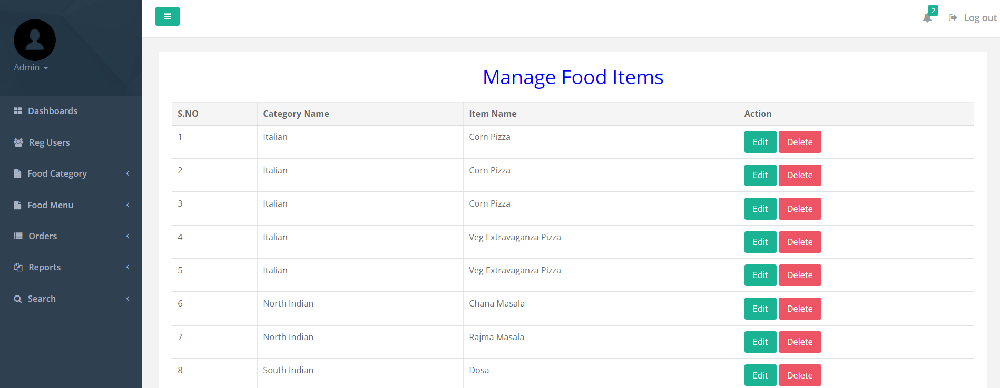 2
Log out
Admin
Dashboards
Reg Users
Food Category
Food Menu
Orders
Reports
Search
Manage Food Items
S.NO Category Name Item Name Action
1 Italian Corn Pizza Edit Delete
2 Italian Corn Pizza Edit Delete
3 Italian Corn Pizza Edit Delete
4 Italian Veg Extravaganza Pizza Edit Delete
5 Italian Veg Extravaganza Pizza Edit Delete
6 North Indian Chana Masala Edit Delete
7 North Indian Rajma Masala Edit Delete
8 South Indian Dosa Edit Delete